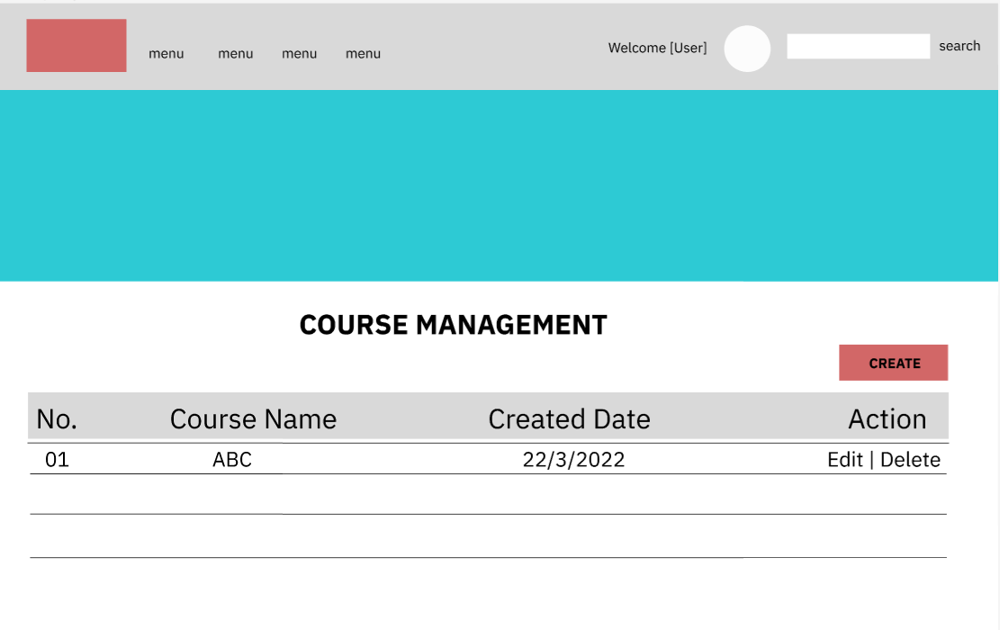 menu menu menu menu Welcome [User] search
COURSE MANAGEMENT
CREATE
No. Course Name Created Date Action
01 ABC 22/3/2022 Edit | Delete